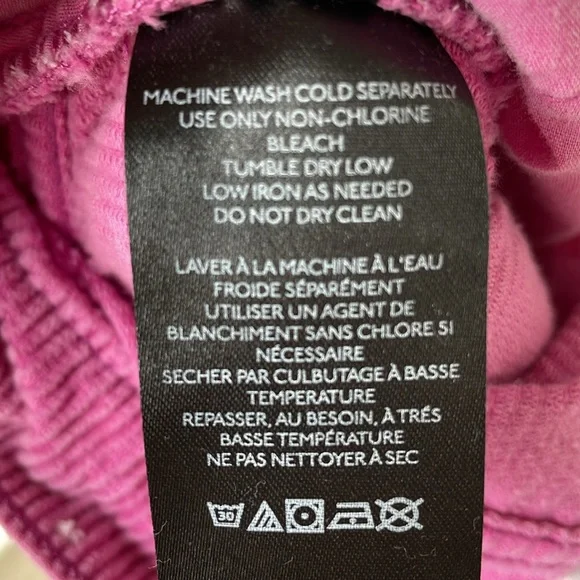 MACHINE WASH COLD SEPARATELY
USE ONLY NON-CHLORINE
BLEACH
TUMBLE DRY LOW
LOW IRON AS NEEDED
DO NOT DRY CLEAN
LAVER À LA MACHINE À L'EAU
FROIDE SÉPARÉMENT
UTILISER UN AGENT DE
BLANCHIMENT SANS CHLORE SI
NÉCESSAIRE
SECHER PAR CULBUTAGE À BASSE
TEMPERATURE
REPASSER, AU BESOIN, À TRÉS
BASSE TEMPÉRATURE
NE PAS NETTOYER À SEC
30